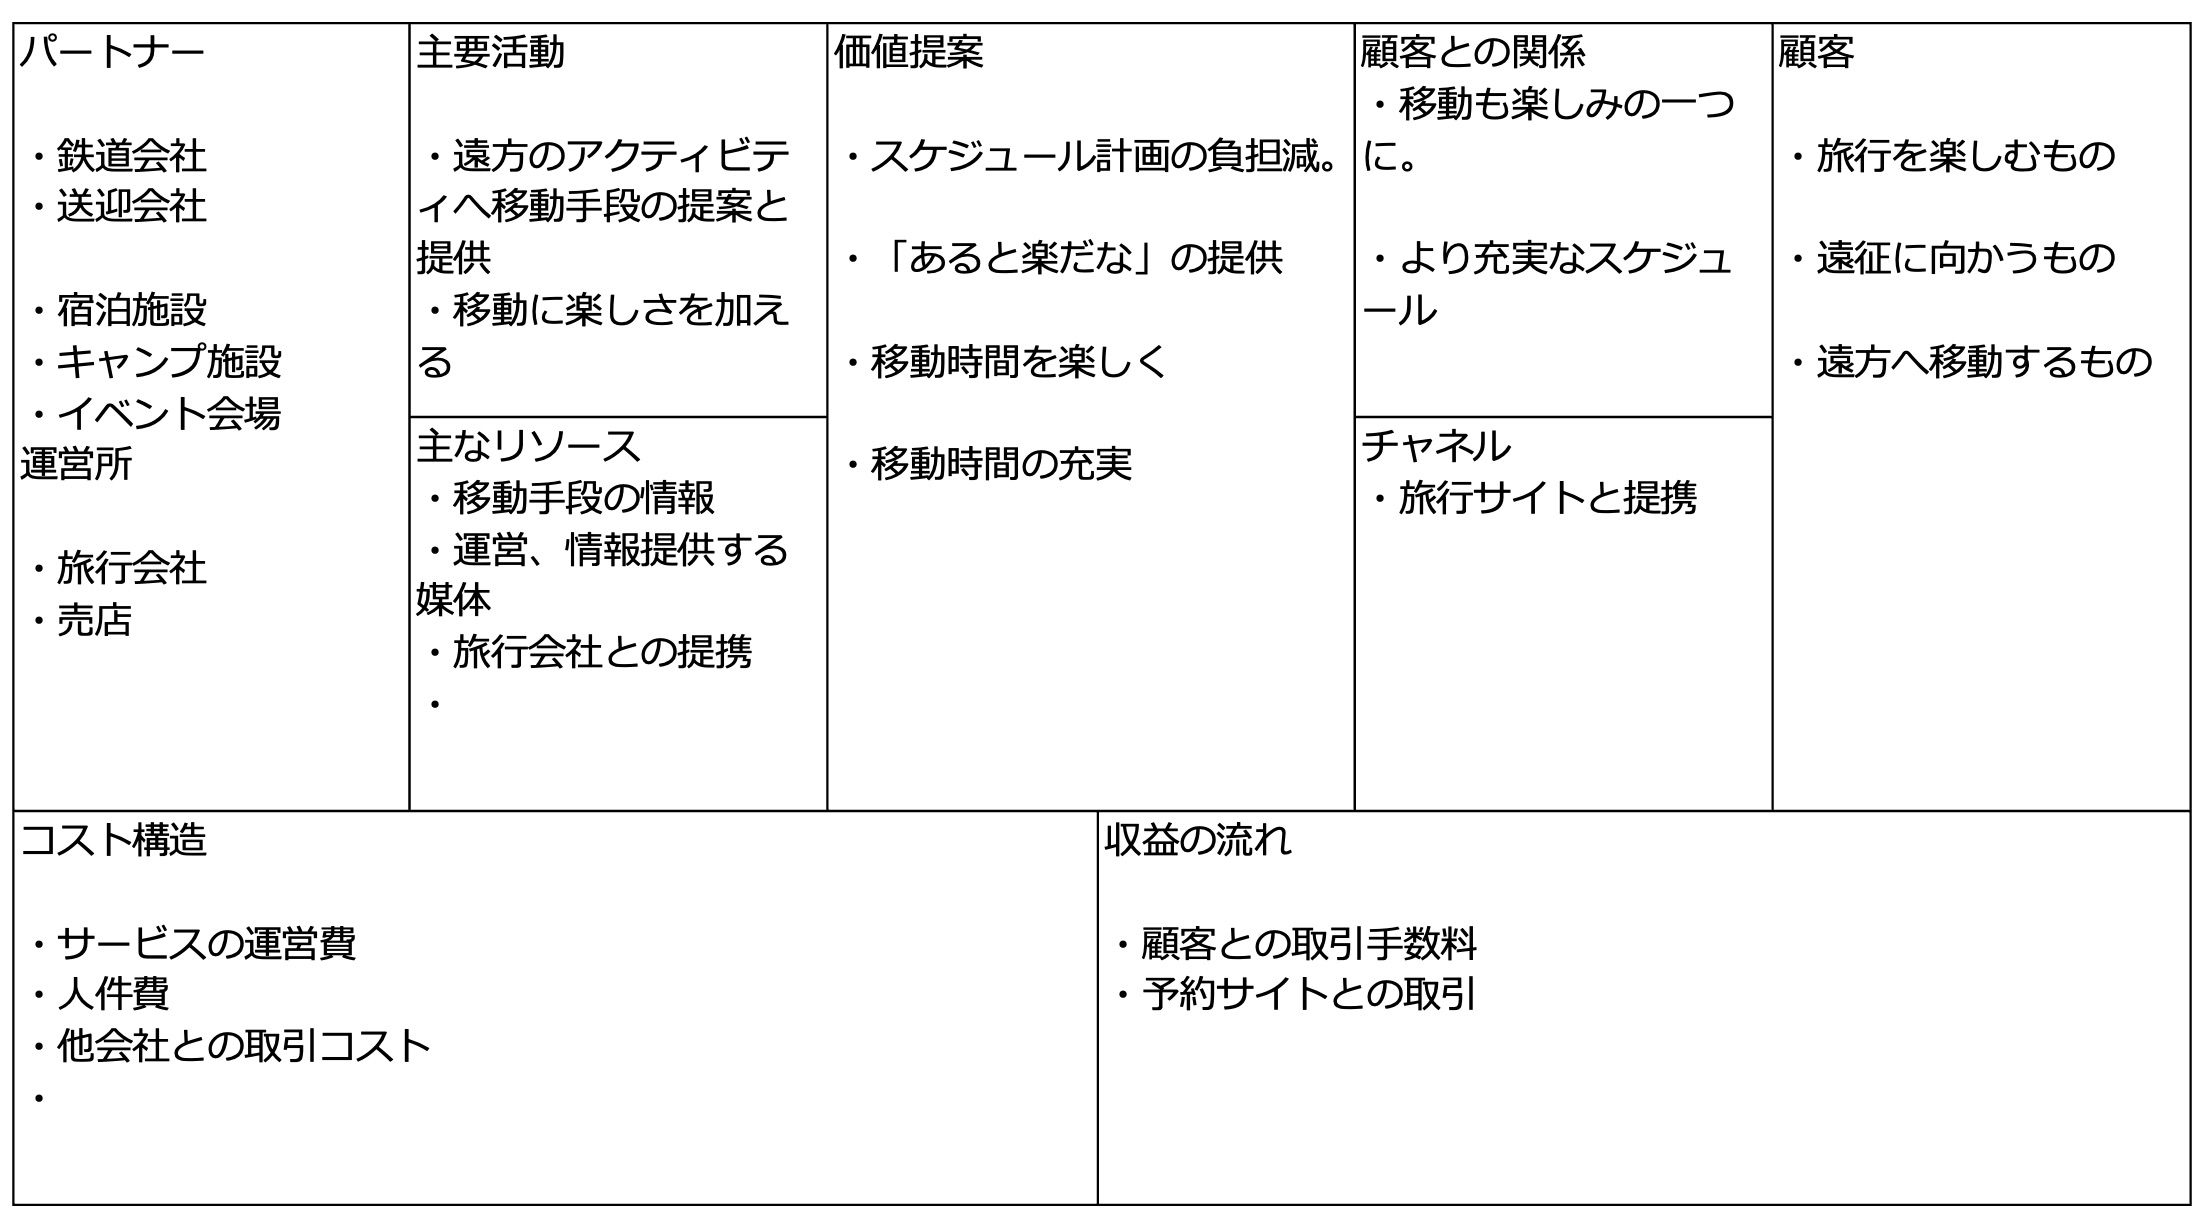 パートナー
・鉄道会社
・送迎会社
・宿泊施設
・キャンプ施設
・イベント会場
運営所
・旅行会社
・売店
主要活動
・遠方のアクティビテ
ィへ移動手段の提案と
提供
・移動に楽しさを加え
る
主なリソース
・移動手段の情報
・運営、情報提供する
媒体
・旅行会社との提携
・
価値提案
・スケジュール計画の負担減。
・「あると楽だな」の提供
・移動時間を楽しく
・移動時間の充実
顧客との関係
・移動も楽しみの一つ
に。
・より充実なスケジュ
ール
チャネル
・旅行サイトと提携
顧客
・旅行を楽しむもの
・遠征に向かうもの
・遠方へ移動するもの
コスト構造
・サービスの運営費
・人件費
・他会社との取引コスト
・
収益の流れ
・顧客との取引手数料
・予約サイトとの取引